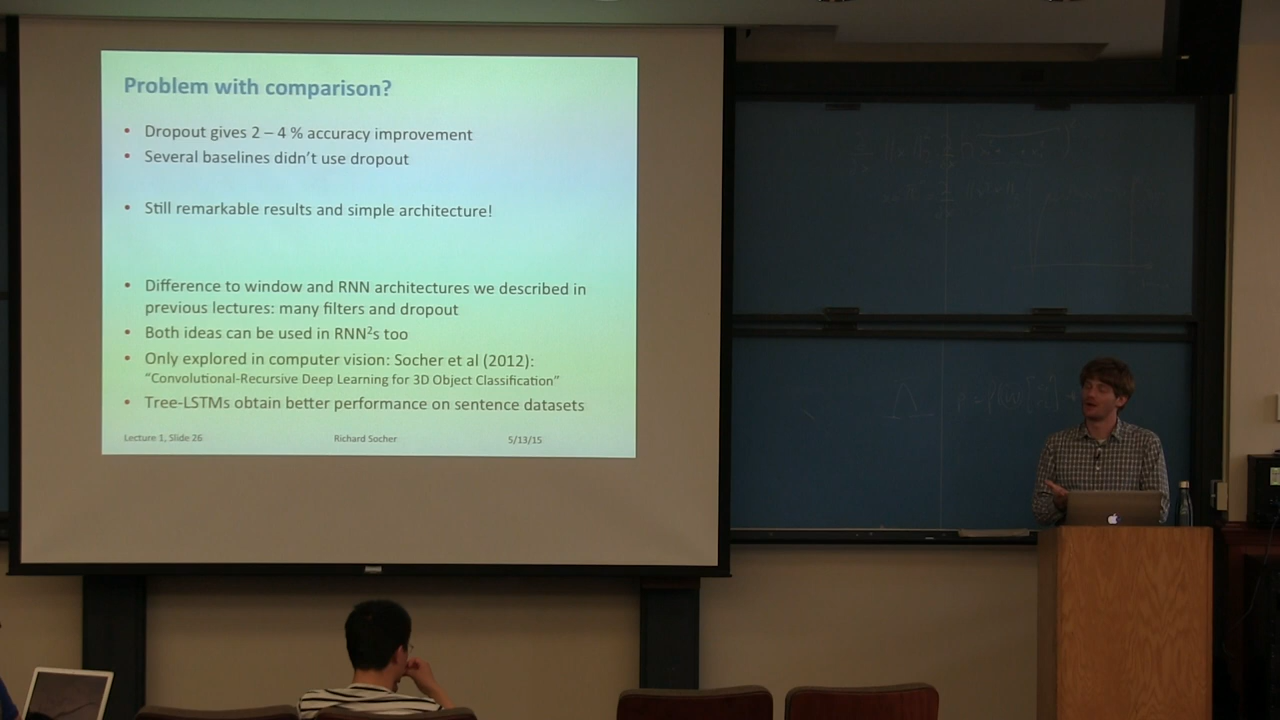 Problem with comparison?
• Dropout gives 2 – 4 % accuracy improvement
• Several baselines didn't use dropout
• Still remarkable results and simple architecture!
• Difference to window and RNN architectures we described in
previous lectures: many filters and dropout
• Both ideas can be used in RNN²s too
• Only explored in computer vision: Socher et al (2012):
"Convolutional-Recursive Deep Learning for 3D Object Classification"
• Tree-LSTMs obtain better performance on sentence datasets
Lecture 1, Slide 26 Richard Socher 5/13/15